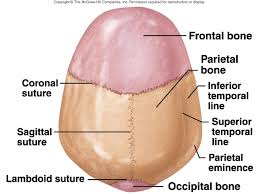 Copyright © The McGraw-Hill Companies, Inc. Permission required for reproduction or display.
Frontal bone
Parietal
bone
Coronal
suture
Inferior
temporal
line
Sagittal
suture
Superior
temporal
line
Parietal
eminence
Lambdoid suture
Occipital bone